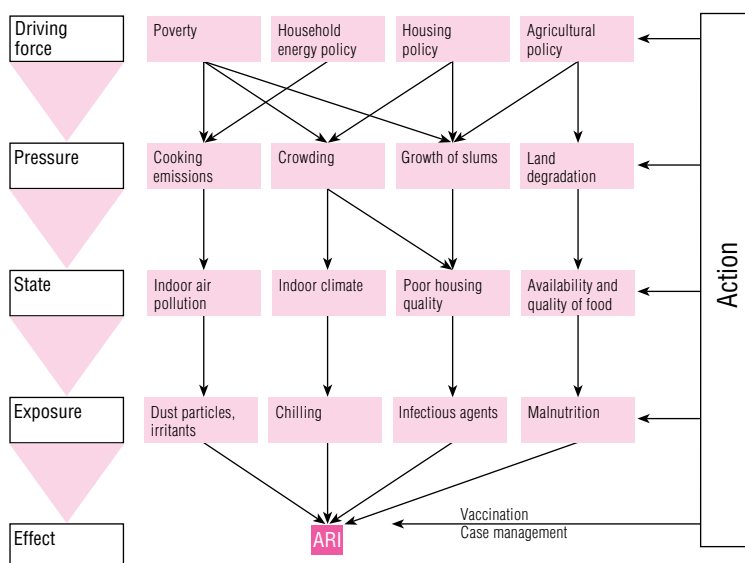 Driving
force
Poverty
Household
energy policy
Housing
policy
Agricultural
policy
Pressure
Cooking
emissions
Crowding
Growth of slums
Land
degradation
State
Indoor air
pollution
Indoor climate
Poor housing
quality
Availability and
quality of food
Exposure
Dust particles,
irritants
Chilling
Infectious agents
Malnutrition
Effect
ARI
Vaccination
Case management
Action